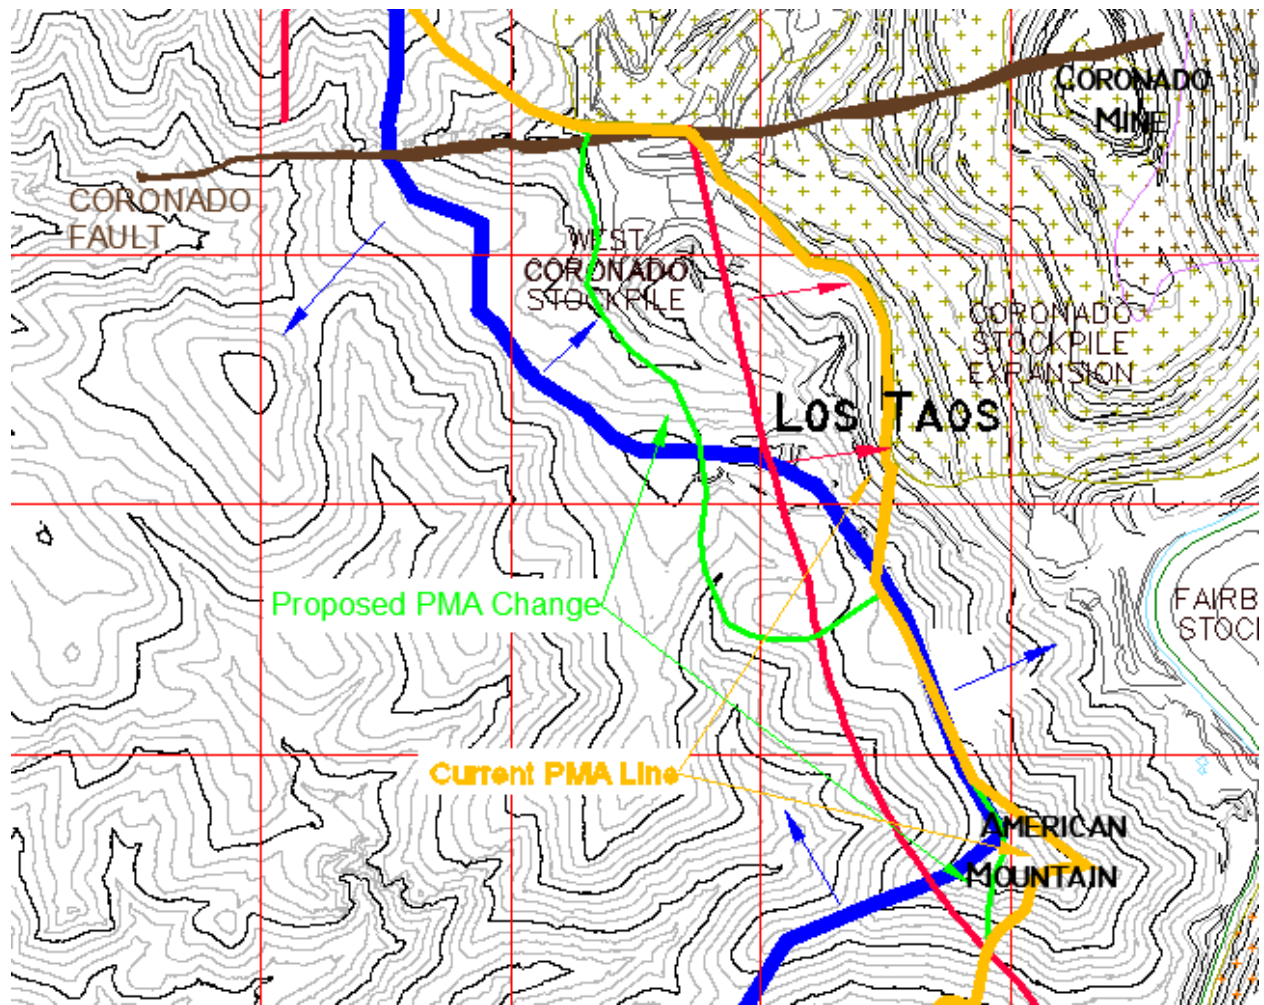 CORONADO
MINE
CORONADO
FAULT
WEST
CORONADO
STOCKPILE
CORONADO
STOCKPILE
EXPANSION
LOS TAOS
Proposed PMA Change
FAIRB
STOC
Current PMA Line
AMERICAN
MOUNTAIN